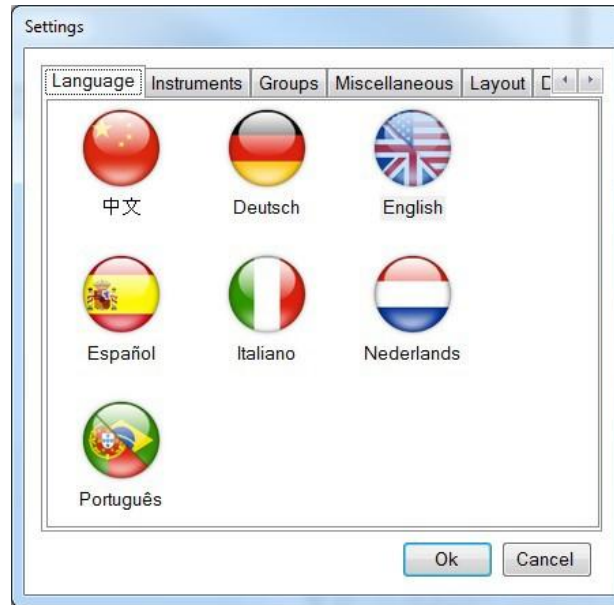 Settings
Language Instruments Groups Miscellaneous Layout
中文 Deutsch English
Español Italiano Nederlands
Português
Ok Cancel